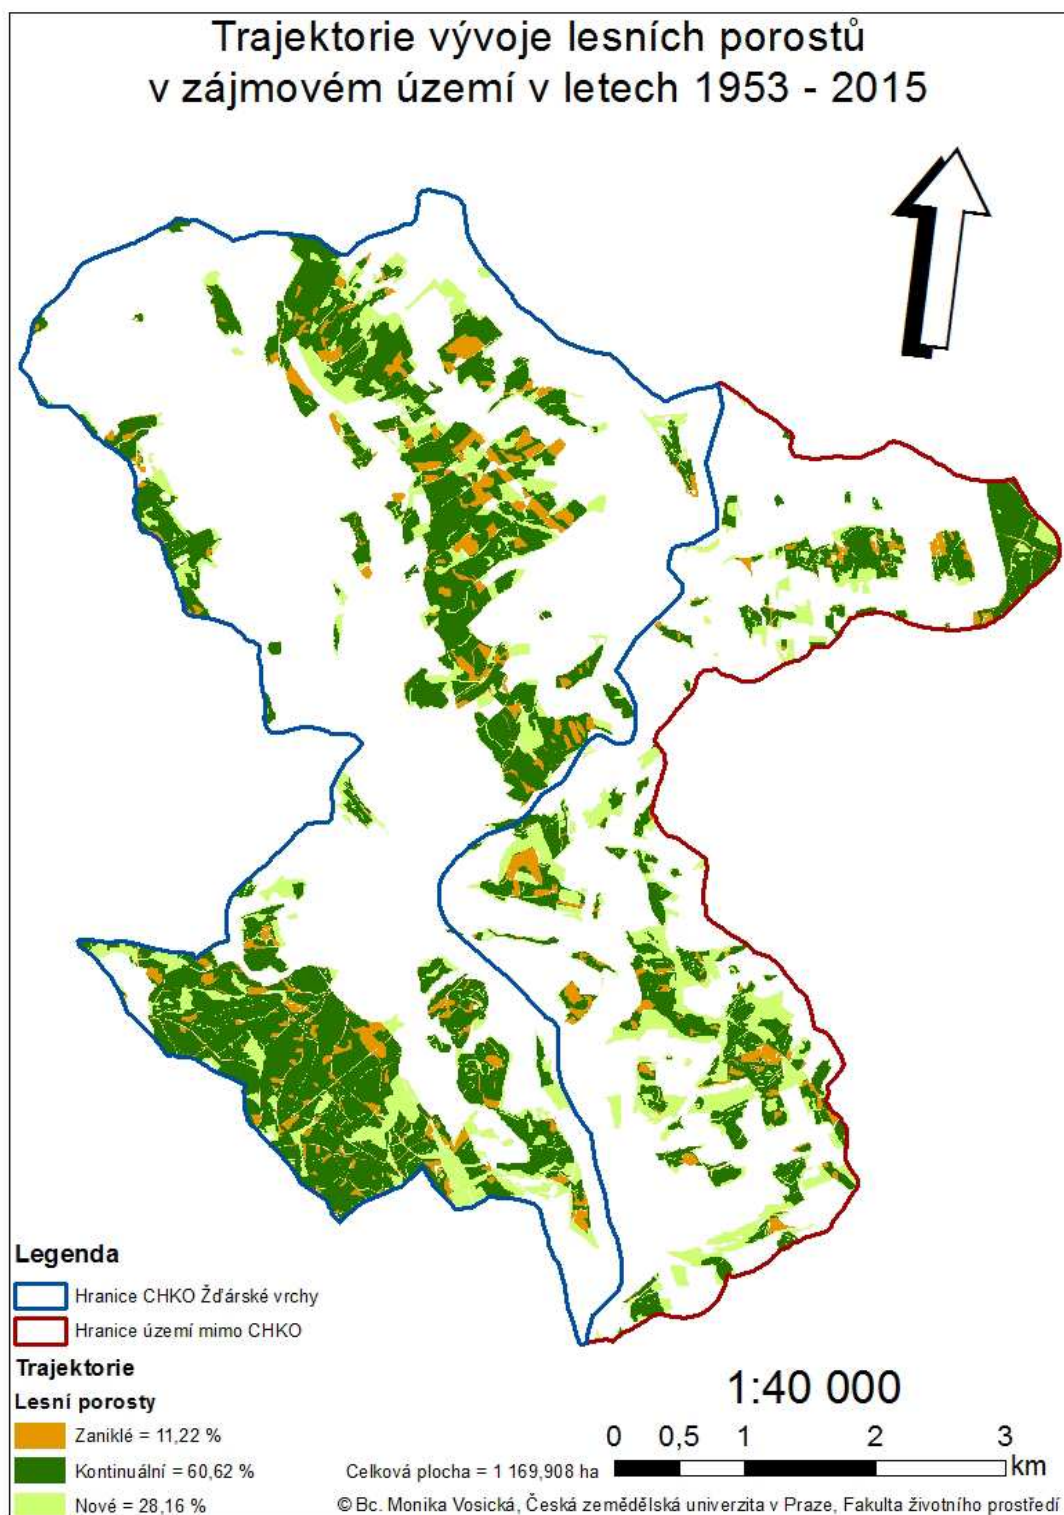 Trajektorie vývoje lesních porostů
v zájmovém území v letech 1953 - 2015
Legenda
Hranice CHKO Žďárské vrchy
Hranice území mimo CHKO
Trajektorie
Lesní porosty
Zaniklé = 11,22 %
Kontinuální = 60,62 %
Nové = 28,16 %
Celková plocha = 1 169,908 ha
1:40 000
0 0,5 1 2 3
km
© Bc. Monika Vosická, Česká zemědělská univerzita v Praze, Fakulta životního prostředí